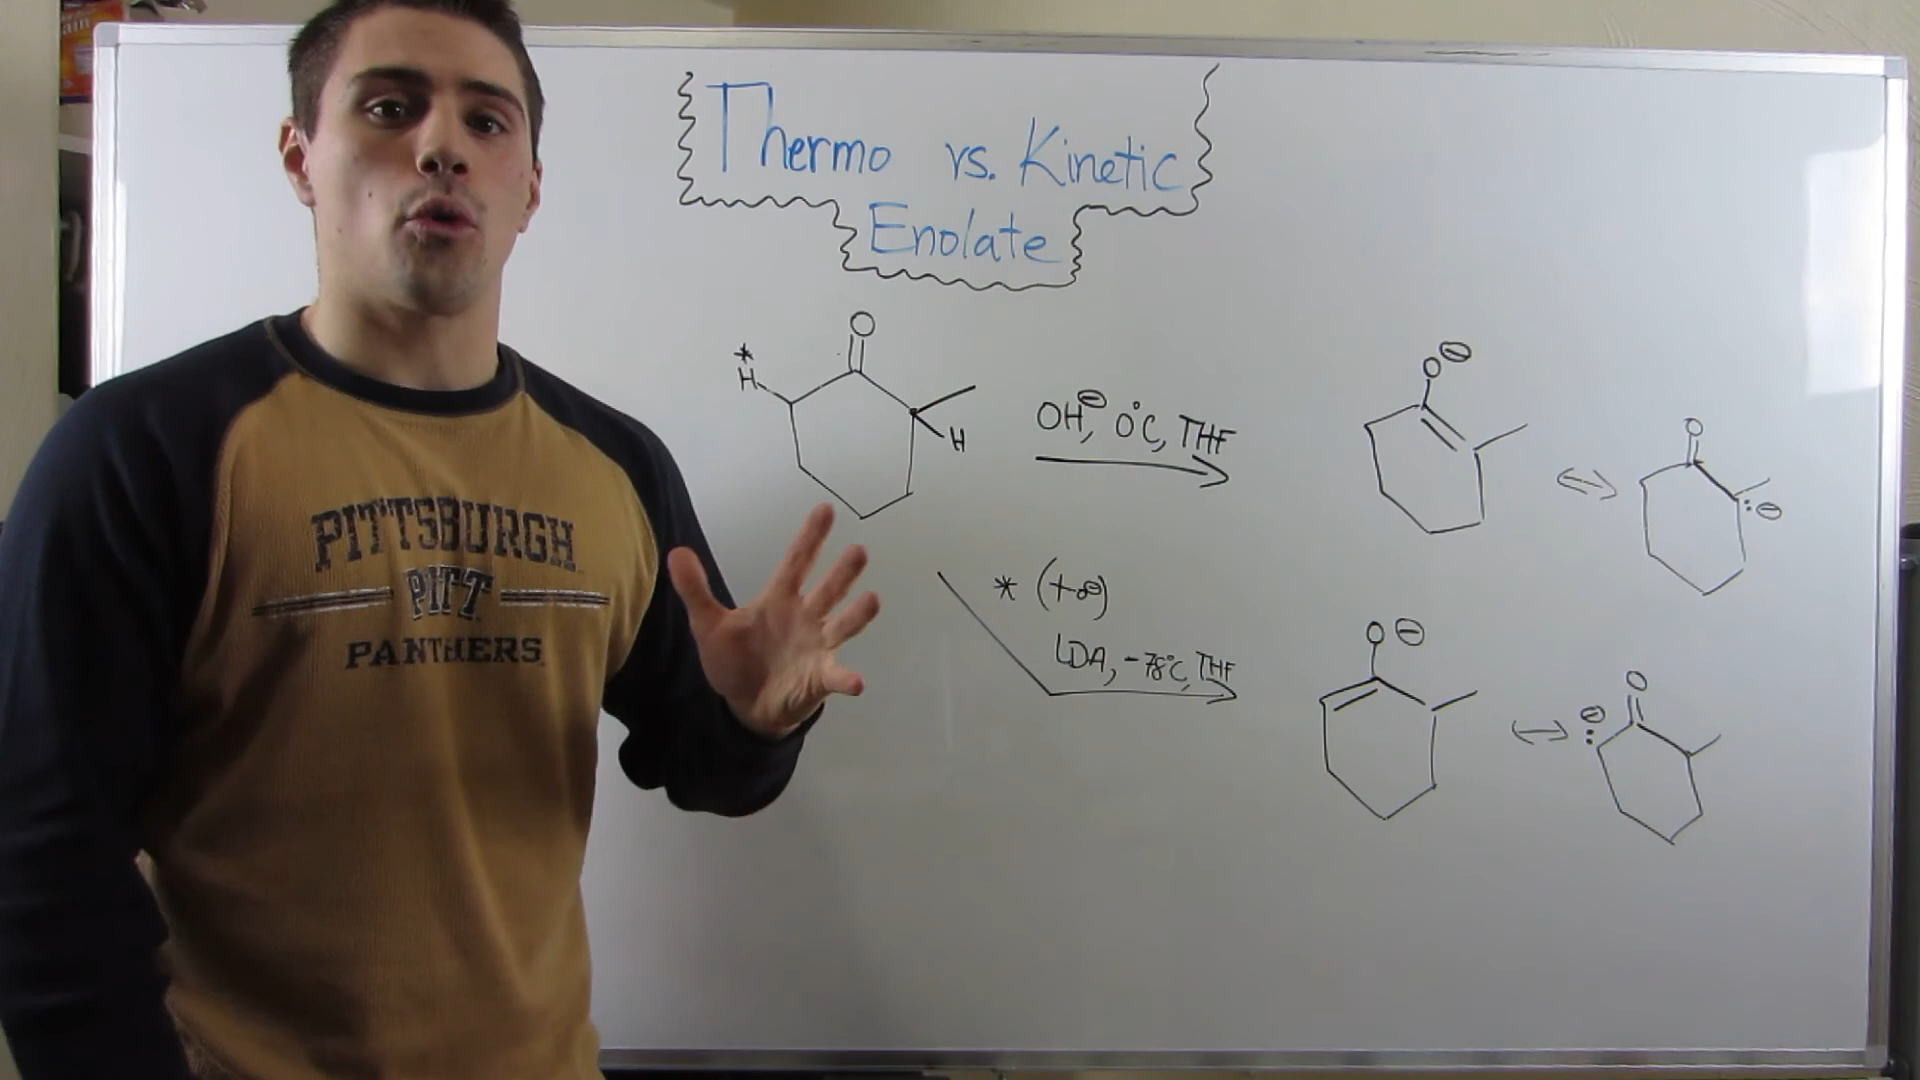 Thermo vs. Kinetic
Enolate
O
* H
H
OH⊖, 0°C, THF
O⊖
O
:⊖
*
LDA, -78°C, THF
O ⊖
O
⊖
:
PITTSBURGH
PITT
PANTHERS